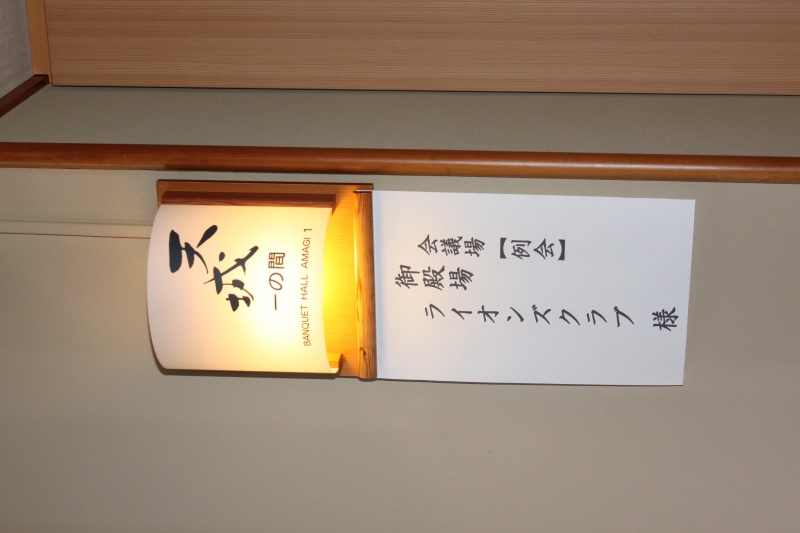 天城
一の間
BANQUET HALL AMAGI 1
会議場【例会】
御殿場
ライオンズクラブ 様